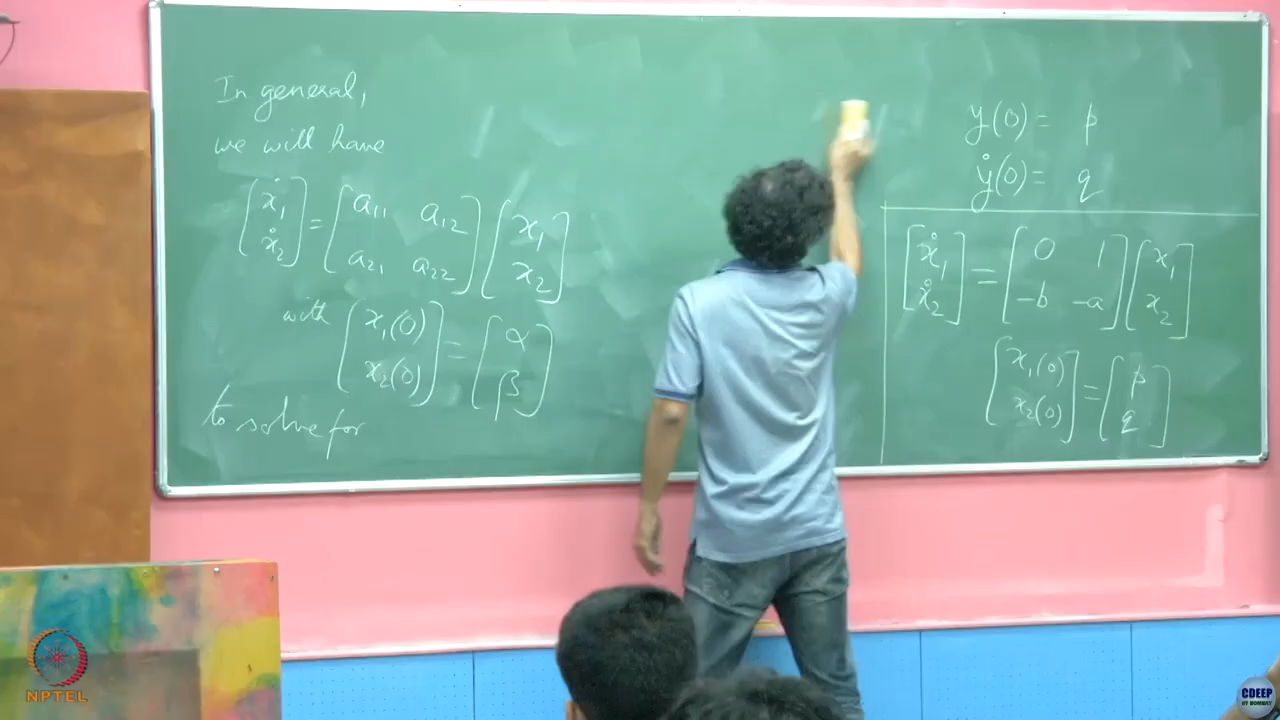 In general,
we will have
[ẋ₁ ẋ₂] = [a₁₁ a₁₂ a₂₁ a₂₂] [x₁ x₂]
with [x₁(0) x₂(0)] = [α β]
to solve for
y(0) = p
ẏ(0) = q
[ẋ₁ ẋ₂] = [0 1 -b -a] [x₁ x₂]
[x₁(0) x₂(0)] = [p q]
NPTEL
CDEEP
IIT BOMBAY